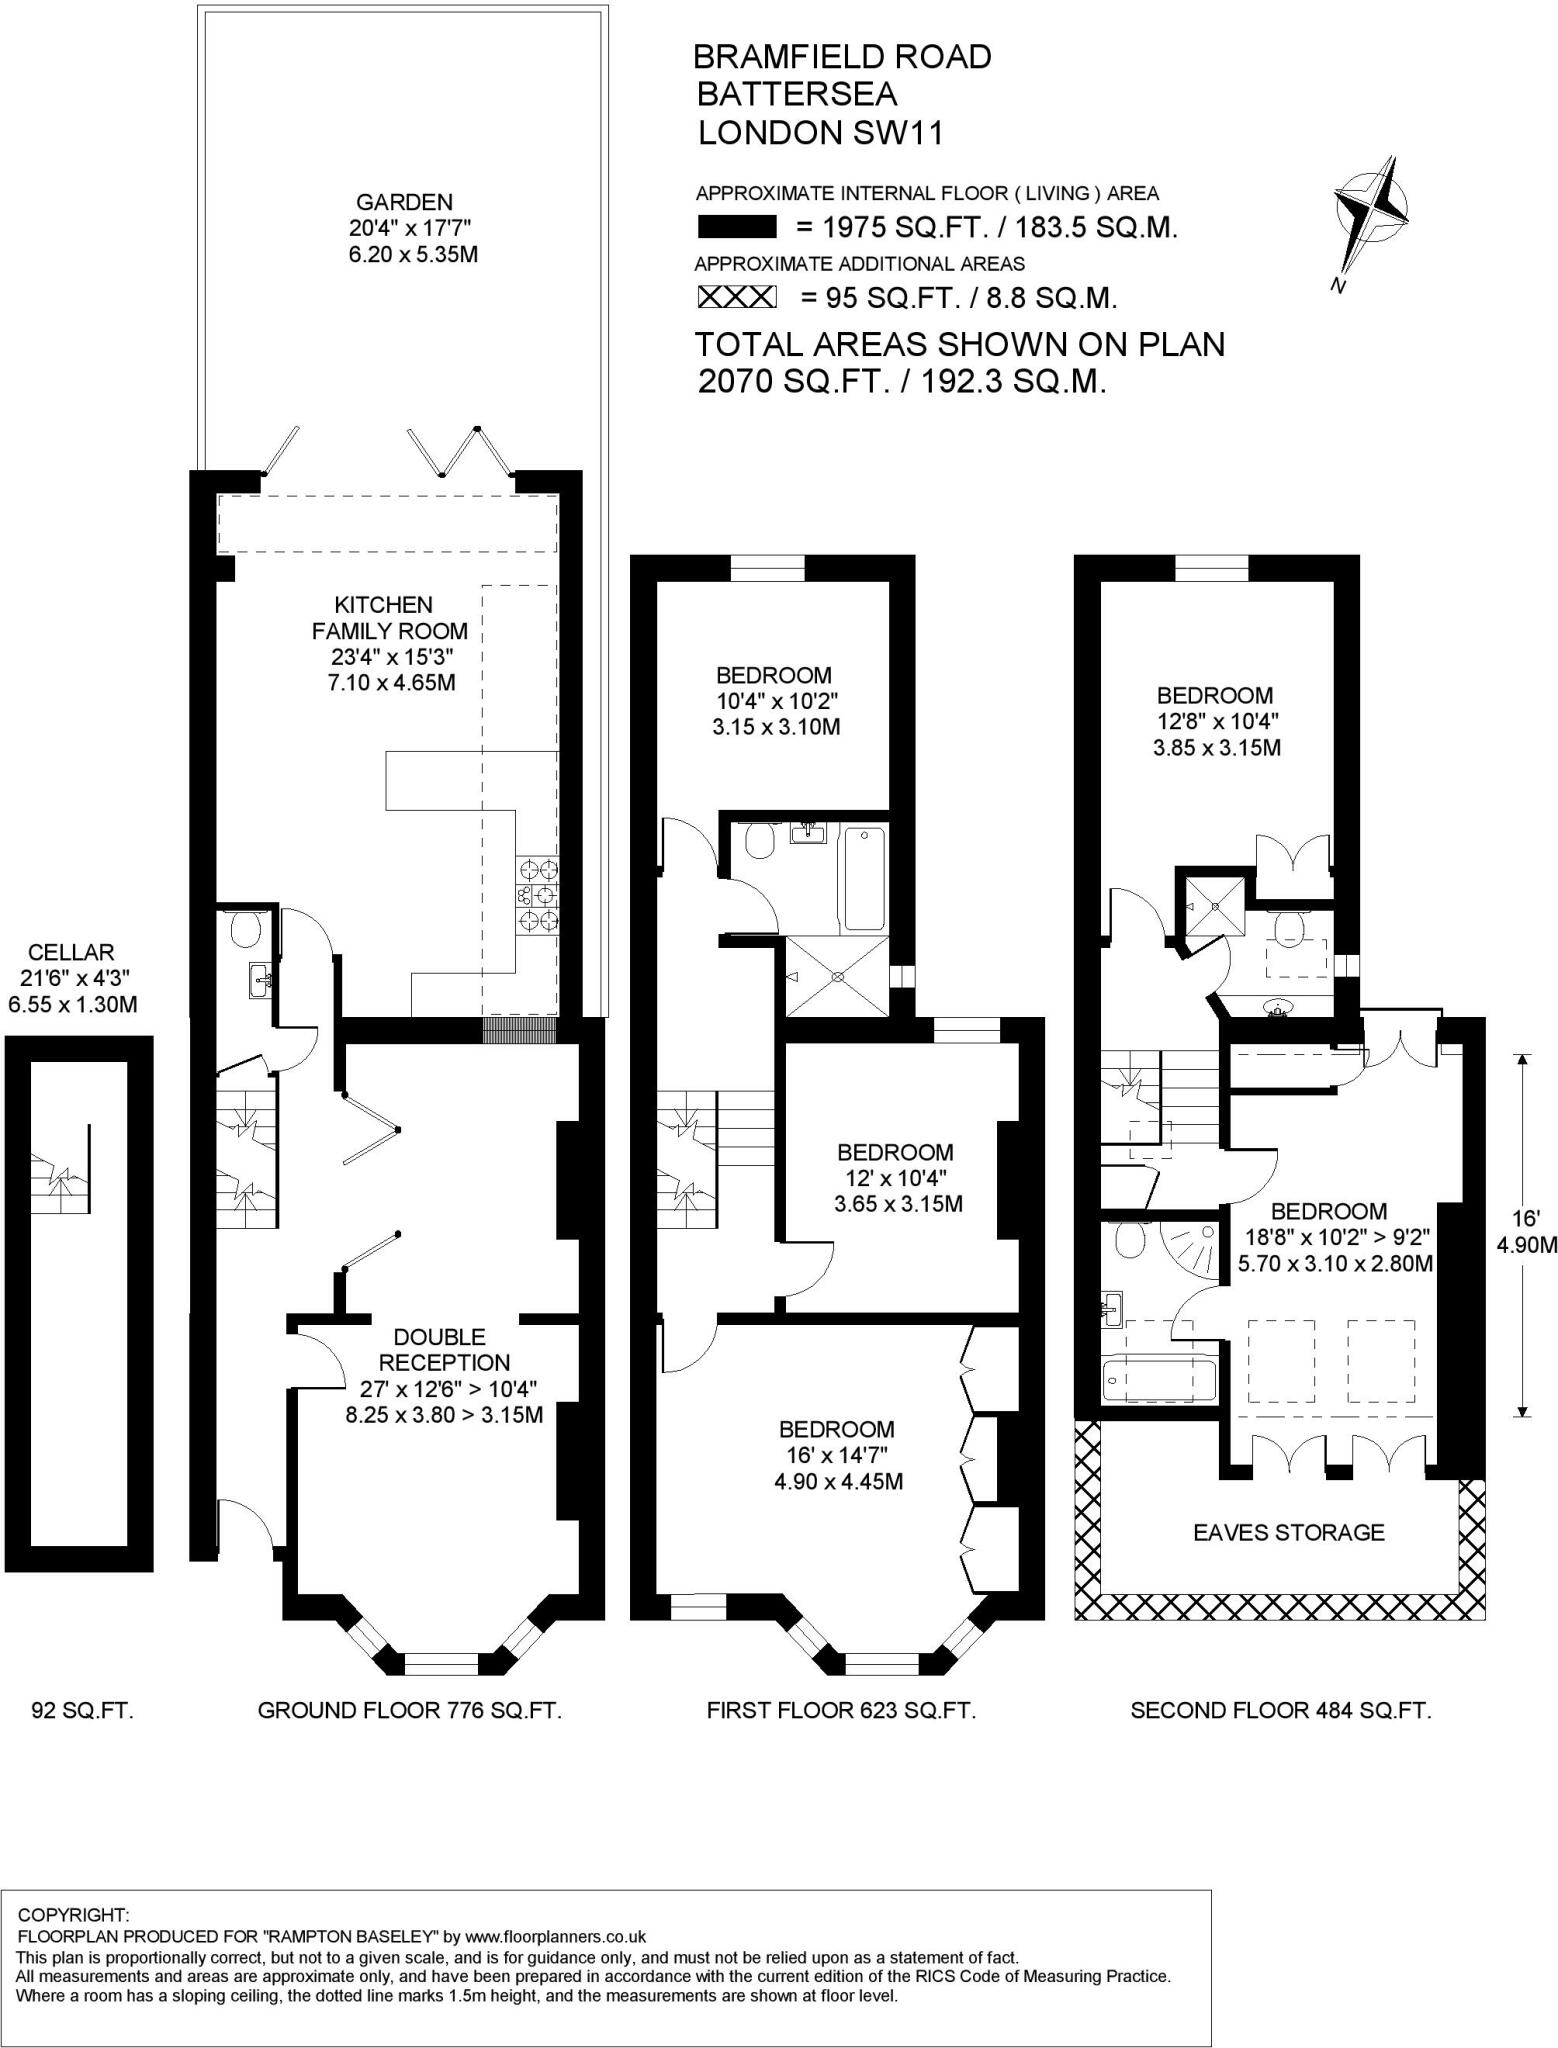 BRAMFIELD ROAD
BATTERSEA
LONDON SW11
APPROXIMATE INTERNAL FLOOR ( LIVING ) AREA
= 1975 SQ.FT. / 183.5 SQ.M.
APPROXIMATE ADDITIONAL AREAS
= 95 SQ.FT. / 8.8 SQ.M.
TOTAL AREAS SHOWN ON PLAN
2070 SQ.FT. / 192.3 SQ.M.
N
GARDEN
20'4" x 17'7"
6.20 x 5.35M
KITCHEN
FAMILY ROOM
23'4" x 15'3"
7.10 x 4.65M
CELLAR
21'6" x 4'3"
6.55 x 1.30M
DOUBLE
RECEPTION
27' x 12'6" > 10'4"
8.25 x 3.80 > 3.15M
BEDROOM
10'4" x 10'2"
3.15 x 3.10M
BEDROOM
12' x 10'4"
3.65 x 3.15M
BEDROOM
16' x 14'7"
4.90 x 4.45M
BEDROOM
12'8" x 10'4"
3.85 x 3.15M
BEDROOM
18'8" x 10'2" > 9'2"
5.70 x 3.10 x 2.80M
16'
4.90M
EAVES STORAGE
92 SQ.FT.
GROUND FLOOR 776 SQ.FT.
FIRST FLOOR 623 SQ.FT.
SECOND FLOOR 484 SQ.FT.
COPYRIGHT:
FLOORPLAN PRODUCED FOR "RAMPTON BASELEY" by www.floorplanners.co.uk
This plan is proportionally correct, but not to a given scale, and is for guidance only, and must not be relied upon as a statement of fact.
All measurements and areas are approximate only, and have been prepared in accordance with the current edition of the RICS Code of Measuring Practice.
Where a room has a sloping ceiling, the dotted line marks 1.5m height, and the measurements are shown at floor level.